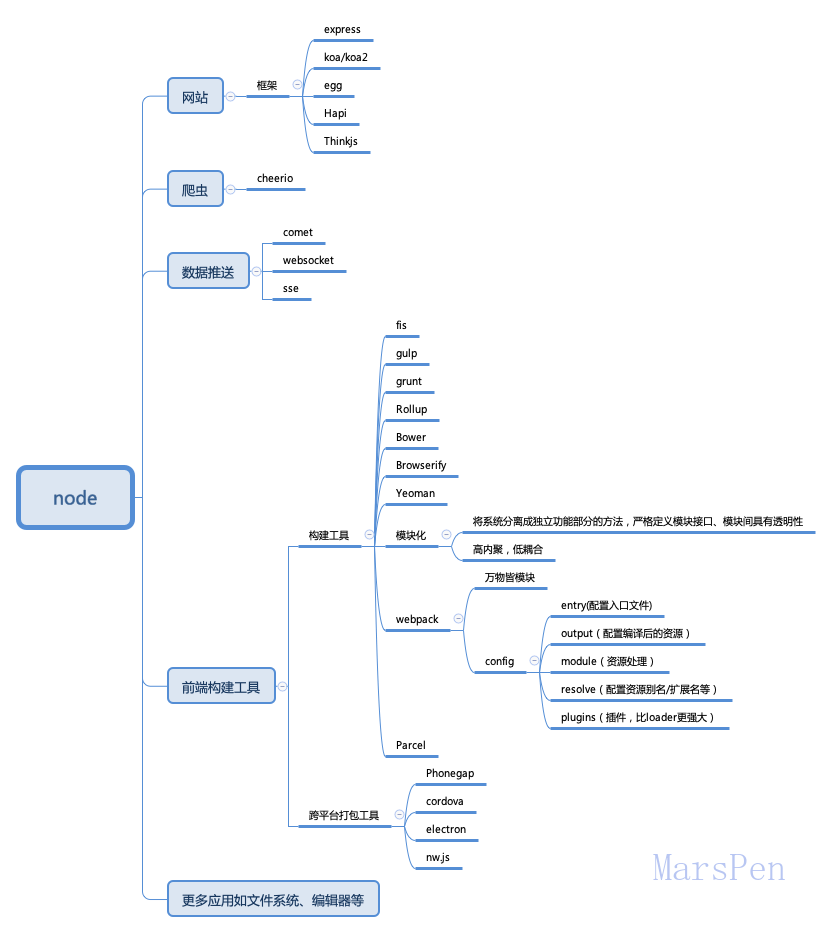 node
网站
框架
express
koa/koa2
egg
Hapi
Thinkjs
爬虫
cheerio
数据推送
comet
websocket
sse
前端构建工具
构建工具
fis
gulp
grunt
Rollup
Bower
Browserify
Yeoman
模块化
将系统分离成独立功能部分的方法，严格定义模块接口、模块间具有透明性
高内聚，低耦合
webpack
万物皆模块
config
entry(配置入口文件)
output（配置编译后的资源）
module（资源处理）
resolve（配置资源别名/扩展名等）
plugins（插件，比loader更强大）
Parcel
跨平台打包工具
Phonegap
cordova
electron
nw.js
更多应用如文件系统、编辑器等
MarsPen